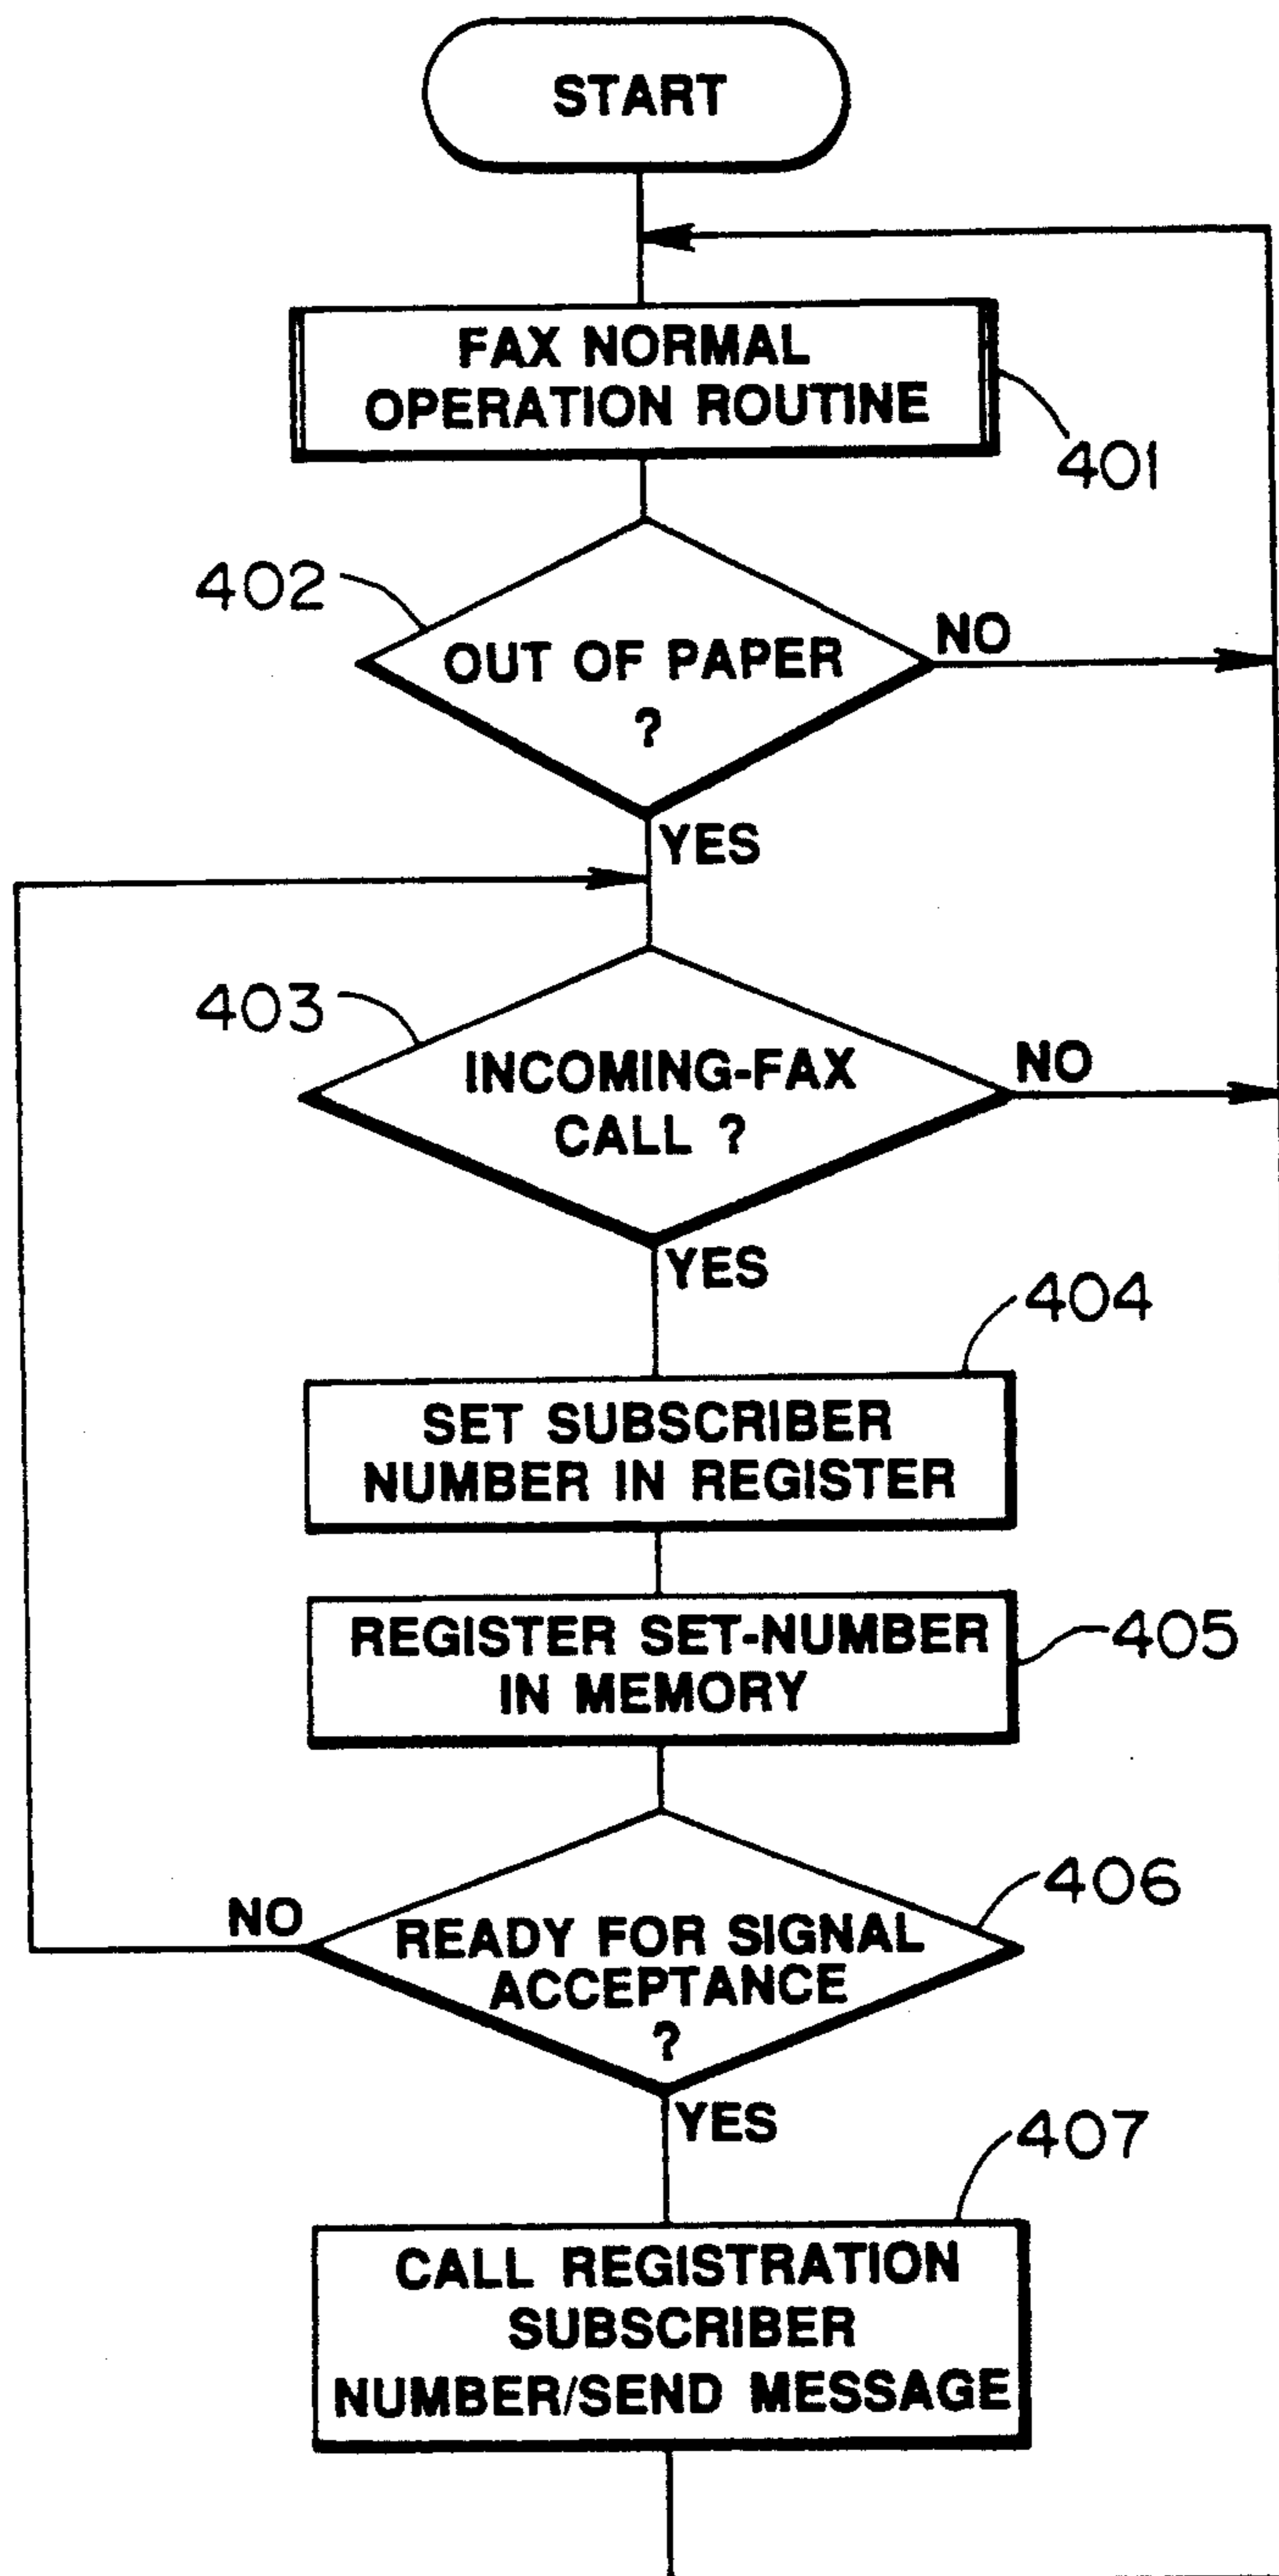 START
FAX NORMAL
OPERATION ROUTINE
401
402
OUT OF PAPER
?
NO
YES
403
INCOMING-FAX
CALL ?
NO
YES
404
SET SUBSCRIBER
NUMBER IN REGISTER
REGISTER SET-NUMBER
IN MEMORY
405
406
NO
READY FOR SIGNAL
ACCEPTANCE
?
YES
407
CALL REGISTRATION
SUBSCRIBER
NUMBER/SEND MESSAGE